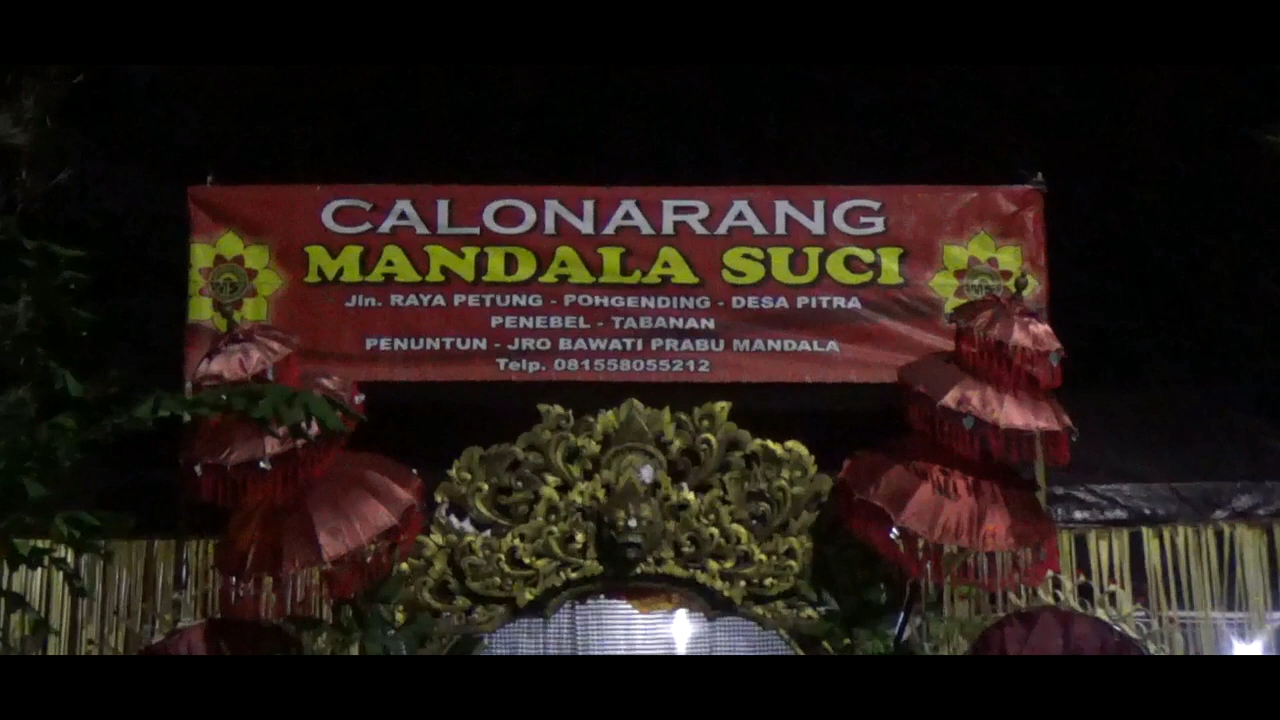 CALONARANG
MANDALA SUCI
Jln. RAYA PETUNG - POHGENDING - DESA PITRA
PENEBEL - TABANAN
PENUNTUN - JRO BAWATI PRABU MANDALA
Telp. 081558055212